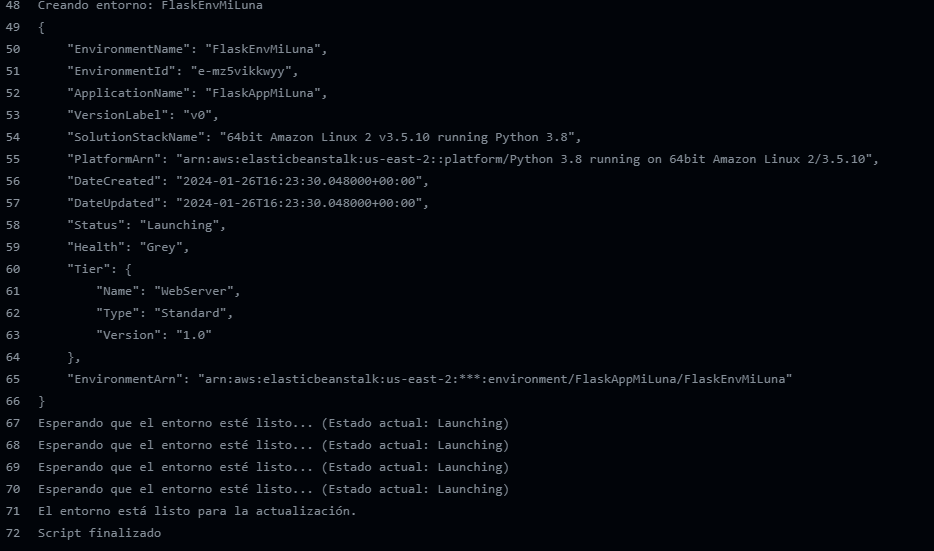 48 Creando entorno: FlaskEnvMiLuna
49 {
50 "EnvironmentName": "FlaskEnvMiLuna",
51 "EnvironmentId": "e-mz5vikkwyy",
52 "ApplicationName": "FlaskAppMiLuna",
53 "VersionLabel": "v0",
54 "SolutionStackName": "64bit Amazon Linux 2 v3.5.10 running Python 3.8",
55 "PlatformArn": "arn:aws:elasticbeanstalk:us-east-2::platform/Python 3.8 running on 64bit Amazon Linux 2/3.5.10",
56 "DateCreated": "2024-01-26T16:23:30.048000+00:00",
57 "DateUpdated": "2024-01-26T16:23:30.048000+00:00",
58 "Status": "Launching",
59 "Health": "Grey",
60 "Tier": {
61 "Name": "WebServer",
62 "Type": "Standard",
63 "Version": "1.0"
64 },
65 "EnvironmentArn": "arn:aws:elasticbeanstalk:us-east-2:***:environment/FlaskAppMiLuna/FlaskEnvMiLuna"
66 }
67 Esperando que el entorno esté listo... (Estado actual: Launching)
68 Esperando que el entorno esté listo... (Estado actual: Launching)
69 Esperando que el entorno esté listo... (Estado actual: Launching)
70 Esperando que el entorno esté listo... (Estado actual: Launching)
71 El entorno está listo para la actualización.
72 Script finalizado